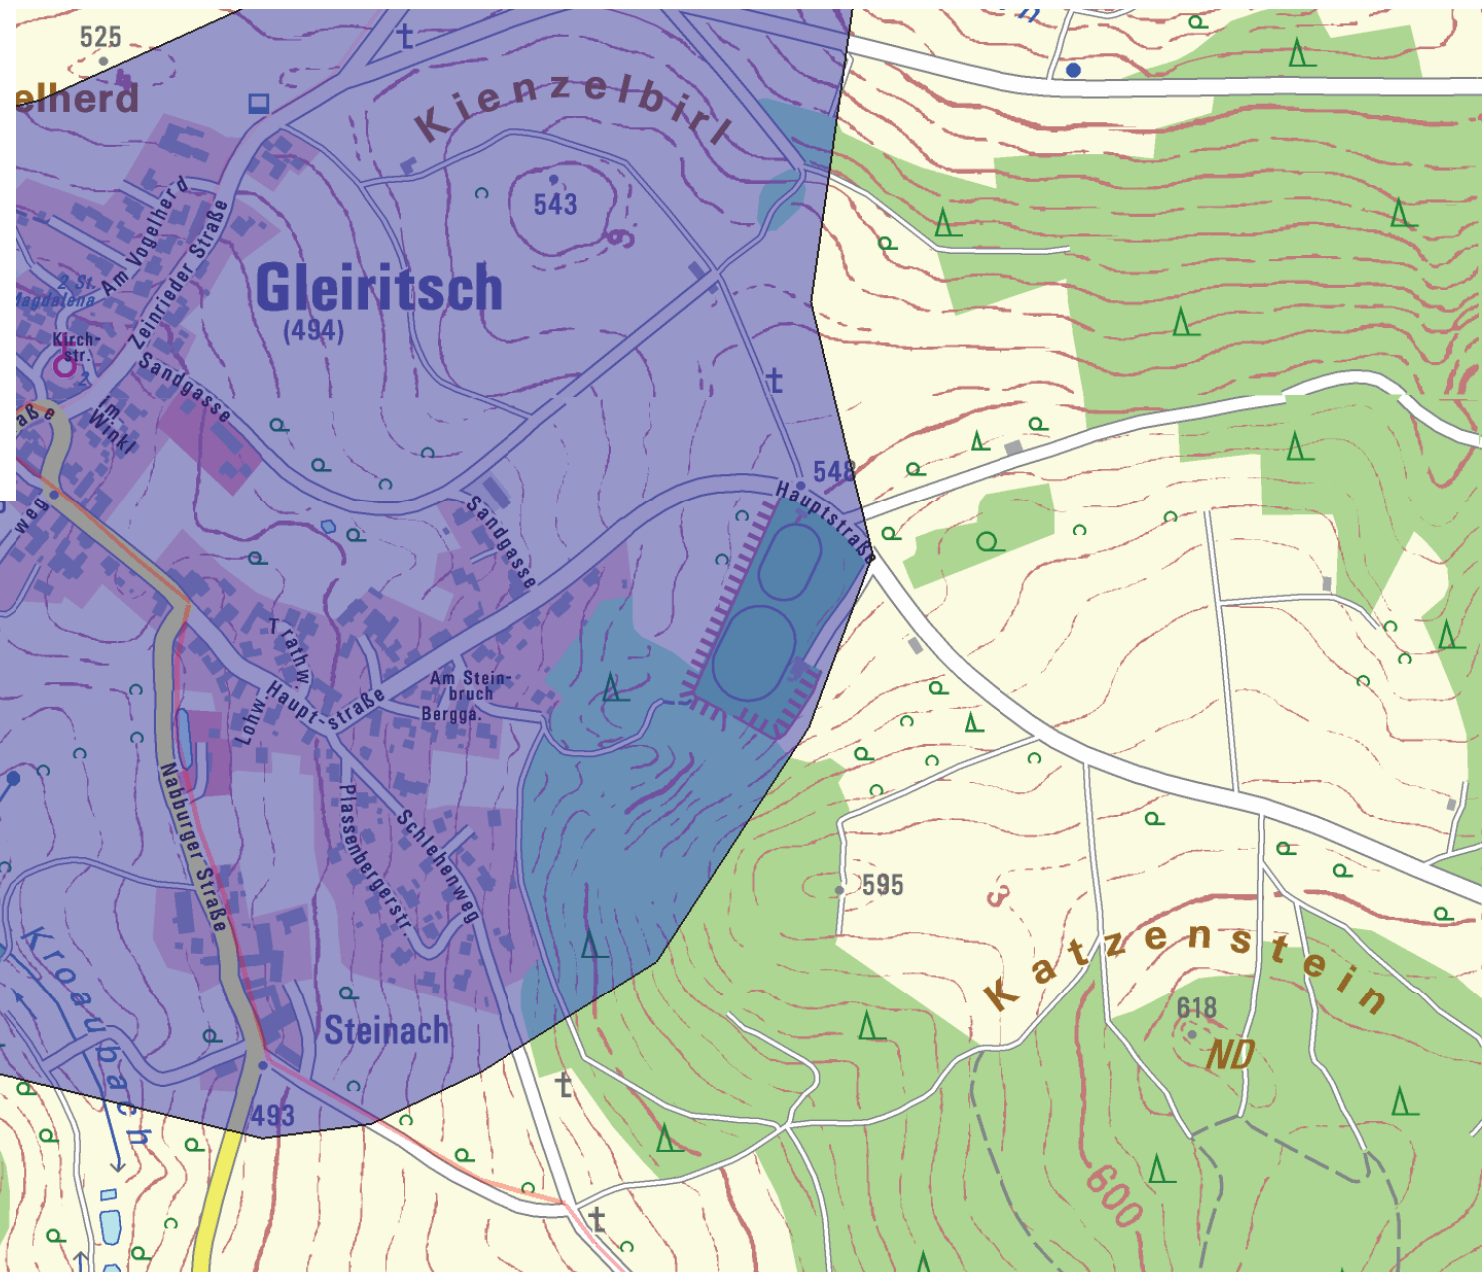 525
elherd
Kienzelbirl
543
Am Vogelherd
Zeinrieder Straße
Gleiritsch
(494)
2 St.
Magdalena
Kirch-
str.
2
Sandgasse
Im
Winkl
aße
weg
548
Hauptstraße
Sandgasse
Trathw.
Haupt-straße
Lohw.
Am Stein-
bruch
Bergga.
Nabburger Straße
Plassenbergerstr.
Schlehenweg
595
Katzenstein
618
ND
Kroaubach
Steinach
493
600